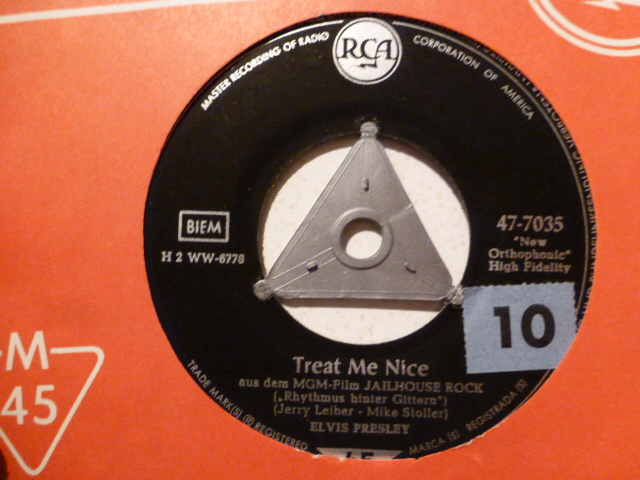 RCA
MASTER RECORDING OF RADIO
CORPORATION OF AMERICA
BIEM
H 2 WW-6778
47-7035
"New
Orthophonic"
High Fidelity
10
Treat Me Nice
aus dem MGM-Film JAILHOUSE ROCK
(„Rhythmus hinter Gittern")
(Jerry Leiber - Mike Stoller)
ELVIS PRESLEY
TRADE MARK(S) ® REGISTERED
MARCA (S) REGISTRADA (S)
M
45